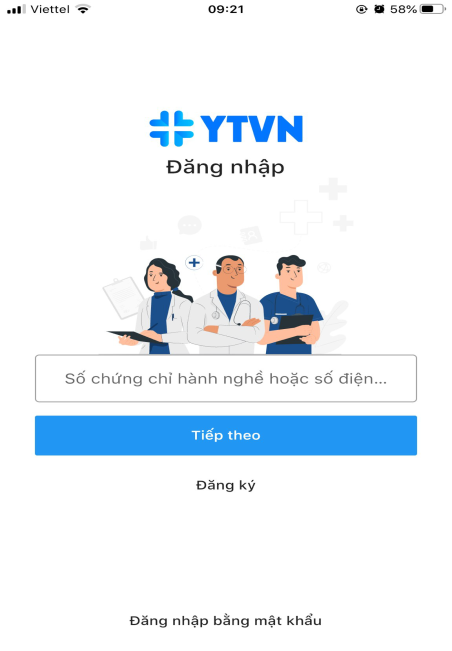 Viettel 09:21 58%
YTVN
Đăng nhập
Số chứng chỉ hành nghề hoặc số điện...
Tiếp theo
Đăng ký
Đăng nhập bằng mật khẩu